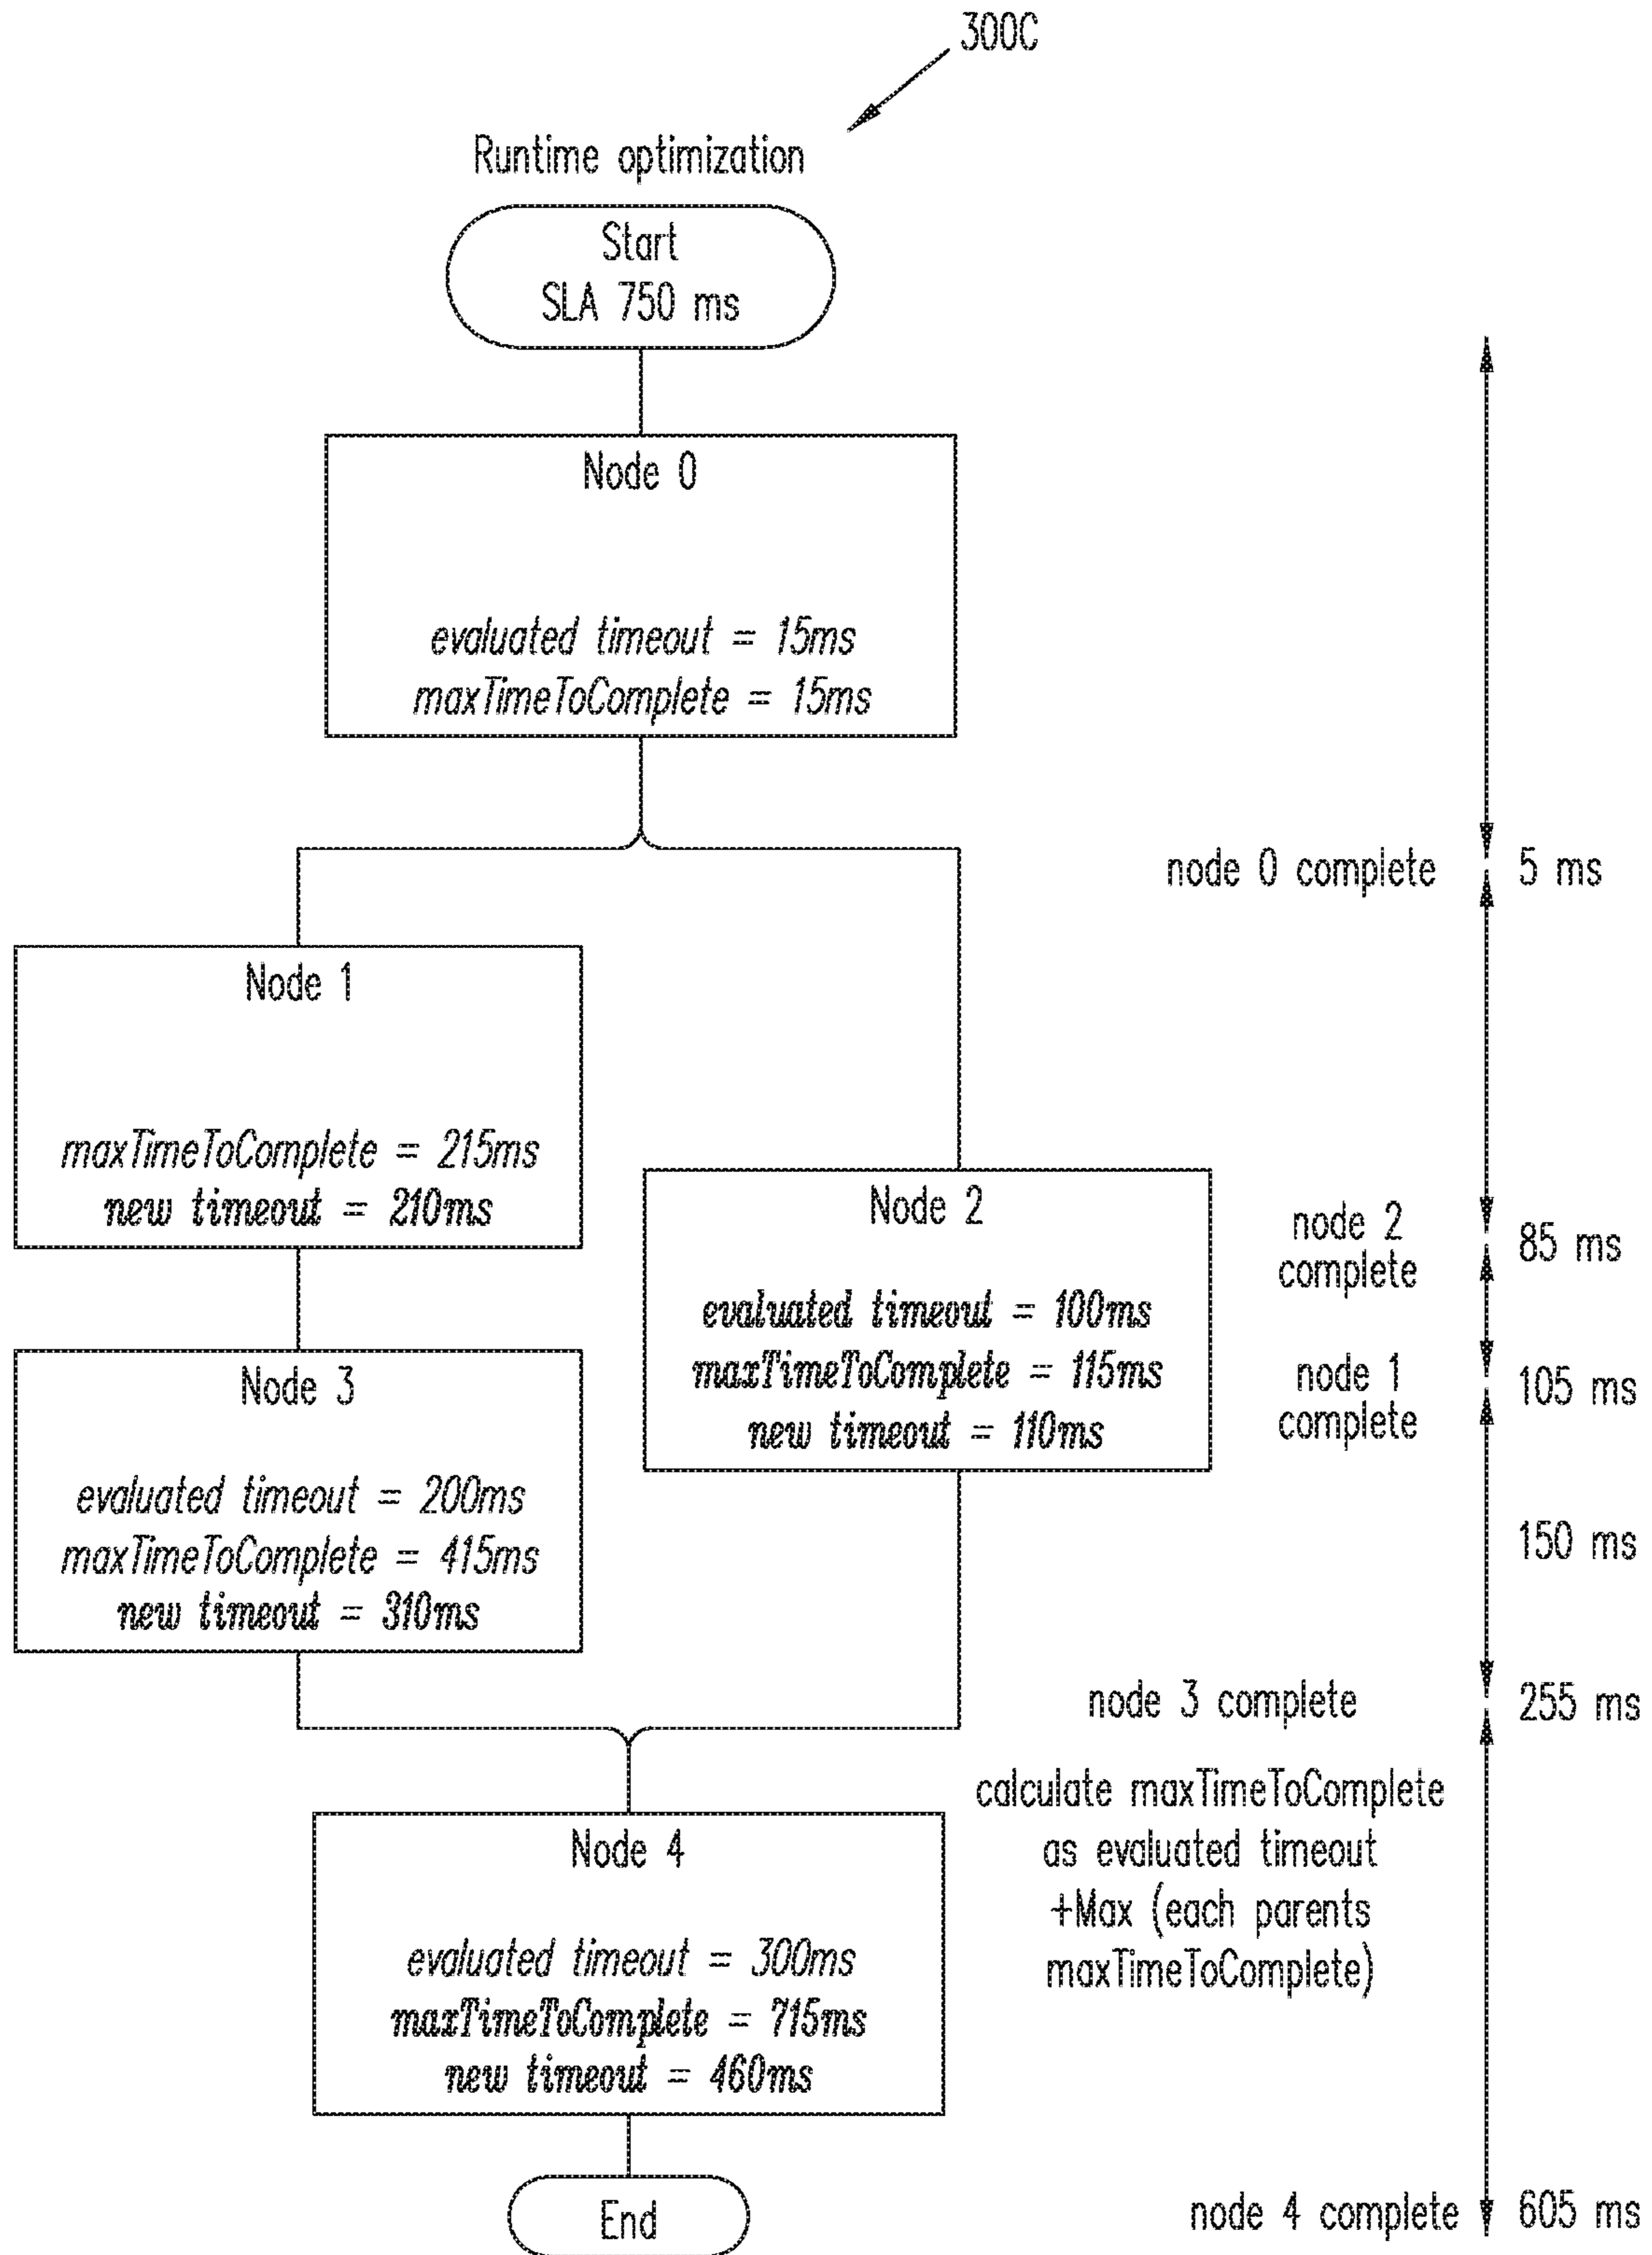 300C
Runtime optimization
Start
SLA 750 ms
Node 0
evaluated timeout = 15ms
maxTimeToComplete = 15ms
node 0 complete
5 ms
Node 1
maxTimeToComplete = 215ms
new timeout = 210ms
Node 2
evaluated timeout = 100ms
maxTimeToComplete = 115ms
new timeout = 110ms
node 2
complete
85 ms
node 1
complete
105 ms
Node 3
evaluated timeout = 200ms
maxTimeToComplete = 415ms
new timeout = 310ms
150 ms
node 3 complete
255 ms
calculate maxTimeToComplete
as evaluated timeout
+Max (each parents
maxTimeToComplete)
Node 4
evaluated timeout = 300ms
maxTimeToComplete = 715ms
new timeout = 460ms
End
node 4 complete
605 ms